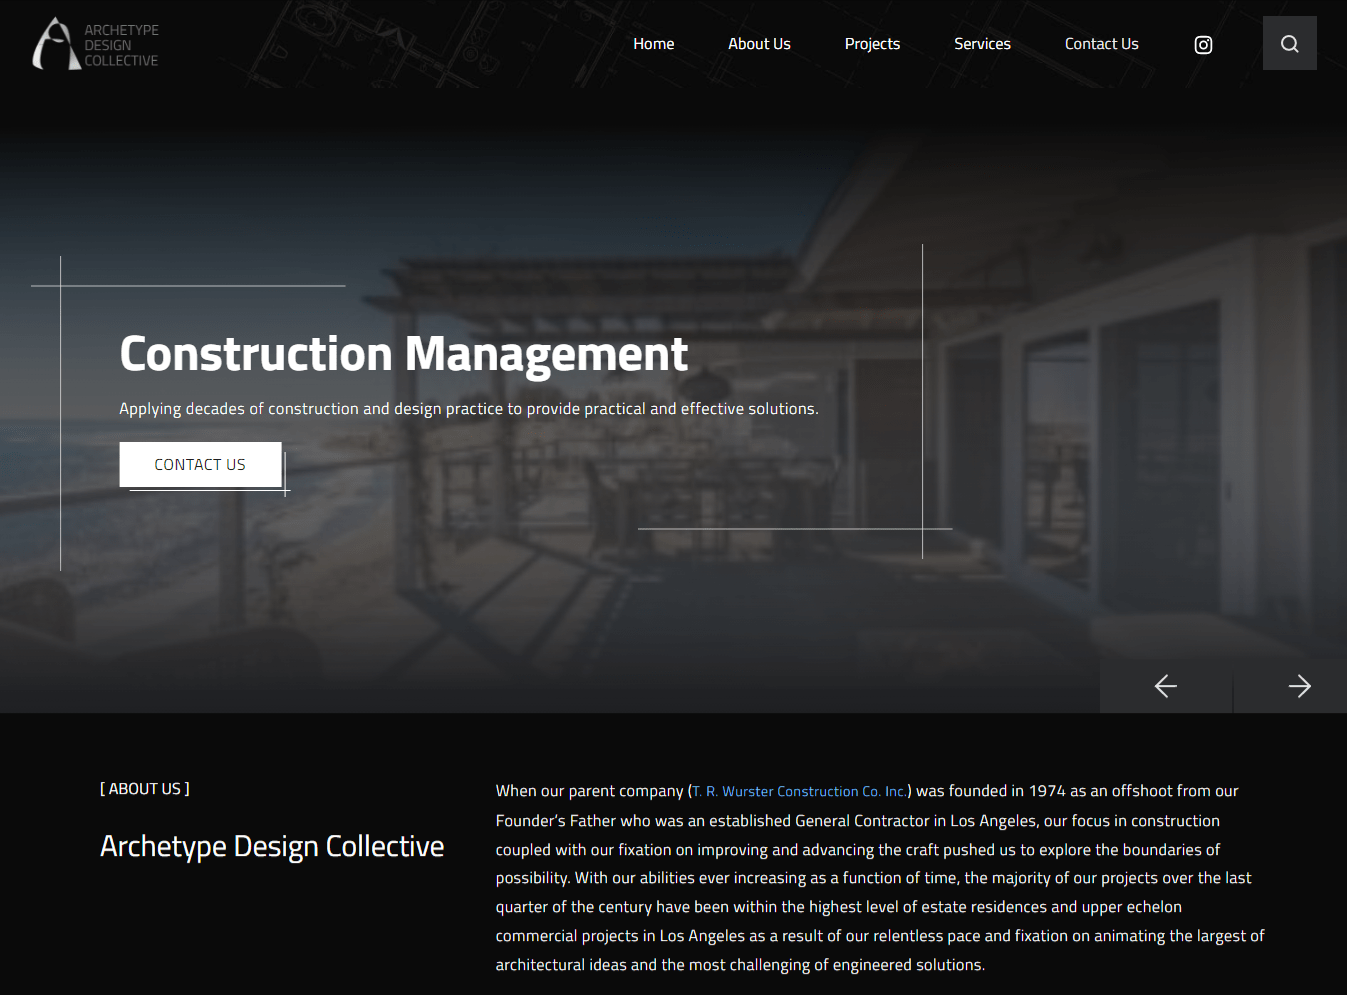 ARCHETYPE
DESIGN
COLLECTIVE
Home About Us Projects Services Contact Us
Construction Management
Applying decades of construction and design practice to provide practical and effective solutions.
CONTACT US
[ ABOUT US ]
Archetype Design Collective
When our parent company (T. R. Wurster Construction Co. Inc.) was founded in 1974 as an offshoot from our
Founder’s Father who was an established General Contractor in Los Angeles, our focus in construction
coupled with our fixation on improving and advancing the craft pushed us to explore the boundaries of
possibility. With our abilities ever increasing as a function of time, the majority of our projects over the last
quarter of the century have been within the highest level of estate residences and upper echelon
commercial projects in Los Angeles as a result of our relentless pace and fixation on animating the largest of
architectural ideas and the most challenging of engineered solutions.